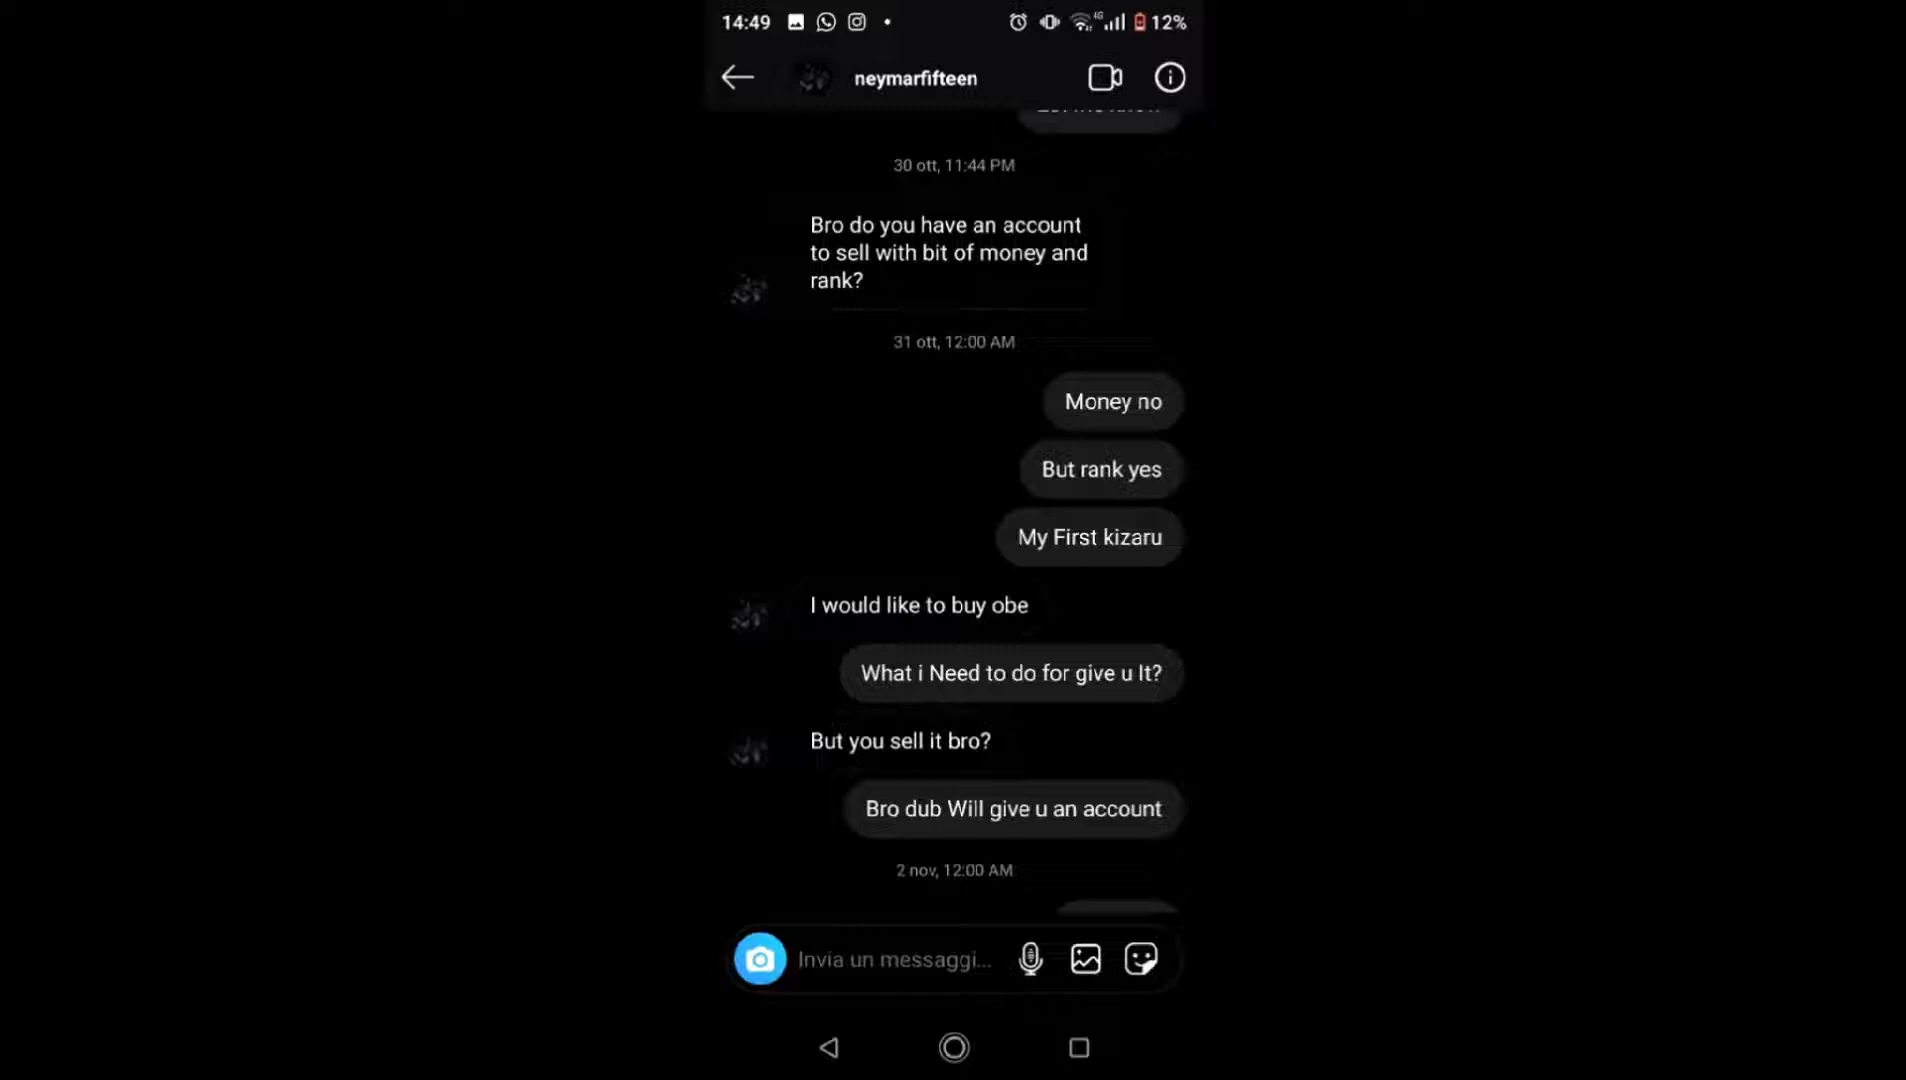 14:49
4G
12%
neymarfifteen
30 ott, 11:44 PM
Bro do you have an account
to sell with bit of money and
rank?
31 ott, 12:00 AM
Money no
But rank yes
My First kizaru
I would like to buy obe
What i Need to do for give u It?
But you sell it bro?
Bro dub Will give u an account
2 nov, 12:00 AM
Invia un messaggi...